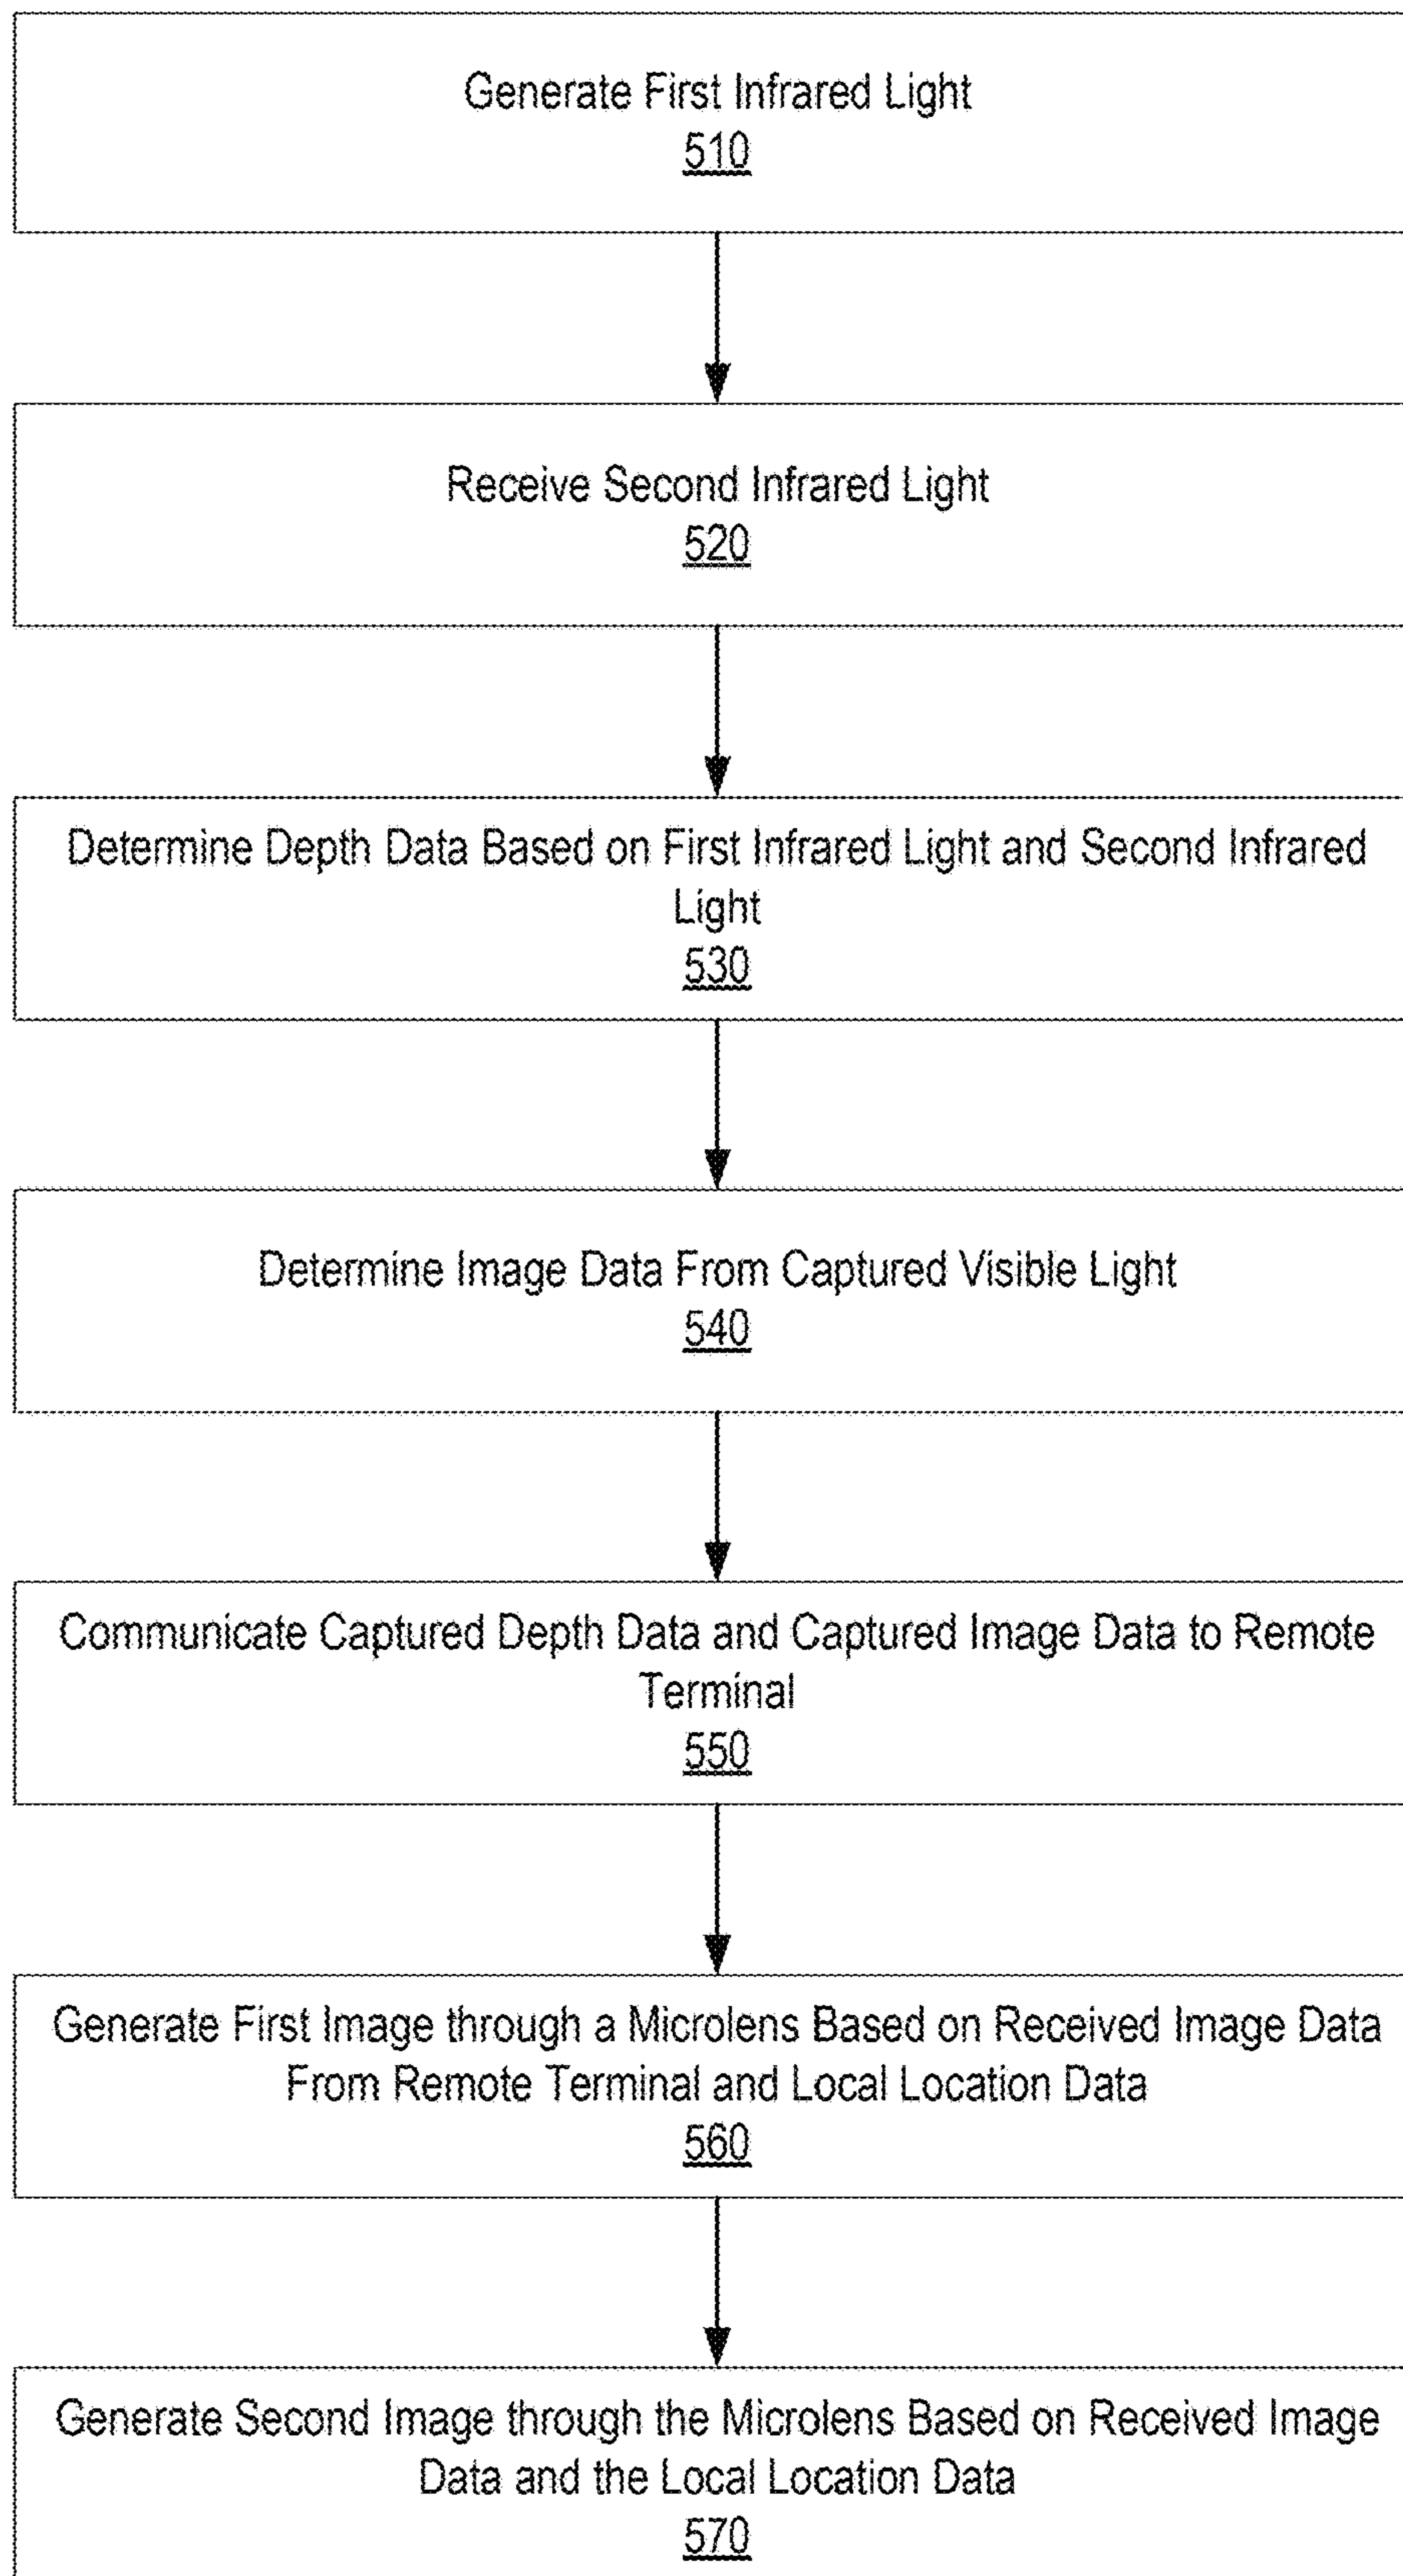 Generate First Infrared Light
510
Receive Second Infrared Light
520
Determine Depth Data Based on First Infrared Light and Second Infrared
Light
530
Determine Image Data From Captured Visible Light
540
Communicate Captured Depth Data and Captured Image Data to Remote
Terminal
550
Generate First Image through a Microlens Based on Received Image Data
From Remote Terminal and Local Location Data
560
Generate Second Image through the Microlens Based on Received Image
Data and the Local Location Data
570